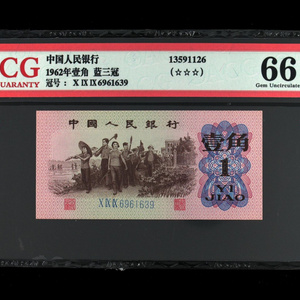 CG
UARANTY
中国人民银行
1962年壹角 蓝三冠
冠号： X IX IX 6961639
13591126
(☆☆☆)
66
Gem Uncirculated
中国人民银行
壹角
1
YI
JIAO
X IX IX 6961639